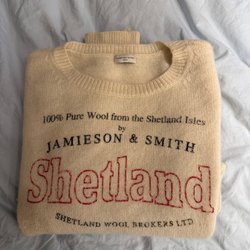 100% Pure Wool from the Shetland Isles
by
JAMIESON & SMITH
Shetland
SHETLAND WOOL BROKERS LTD